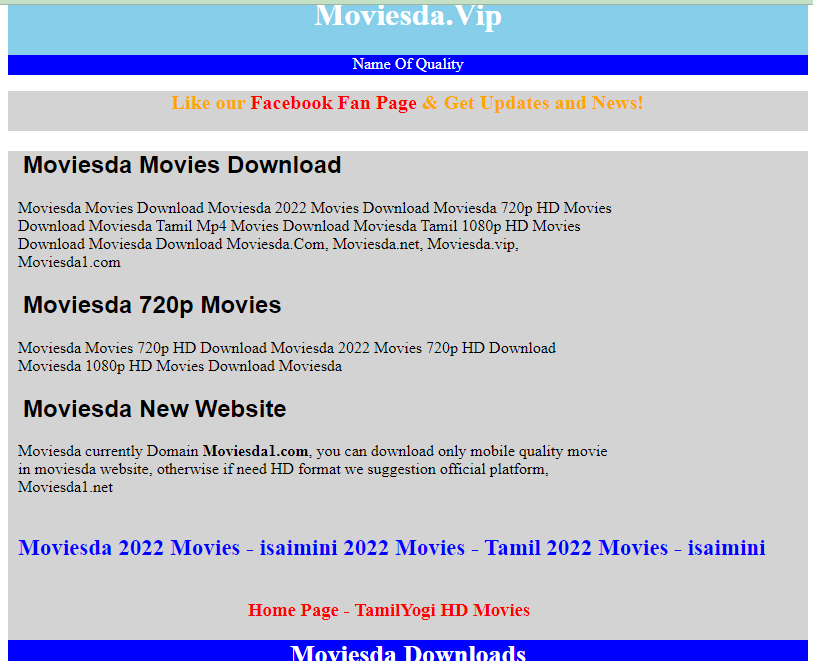 Moviesda.Vip
Name Of Quality
Like our Facebook Fan Page & Get Updates and News!
Moviesda Movies Download
Moviesda Movies Download Moviesda 2022 Movies Download Moviesda 720p HD Movies
Download Moviesda Tamil Mp4 Movies Download Moviesda Tamil 1080p HD Movies
Download Moviesda Download Moviesda.Com, Moviesda.net, Moviesda.vip,
Moviesda1.com
Moviesda 720p Movies
Moviesda Movies 720p HD Download Moviesda 2022 Movies 720p HD Download
Moviesda 1080p HD Movies Download Moviesda
Moviesda New Website
Moviesda currently Domain Moviesda1.com, you can download only mobile quality movie
in moviesda website, otherwise if need HD format we suggestion official platform,
Moviesda1.net
Moviesda 2022 Movies - isaimini 2022 Movies - Tamil 2022 Movies - isaimini
Home Page - TamilYogi HD Movies
Moviesda Downloads